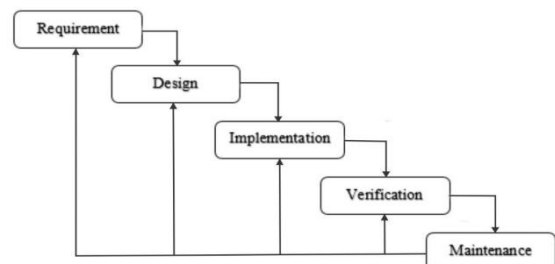 Requirement
Design
Implementation
Verification
Maintenance